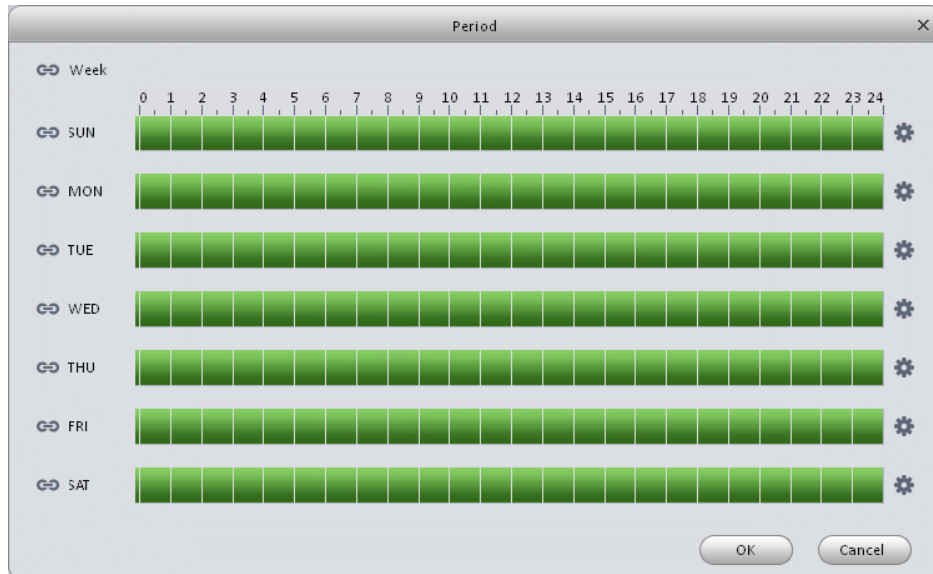 Period
Week
0 1 2 3 4 5 6 7 8 9 10 11 12 13 14 15 16 17 18 19 20 21 22 23 24
SUN
MON
TUE
WED
THU
FRI
SAT
OK Cancel